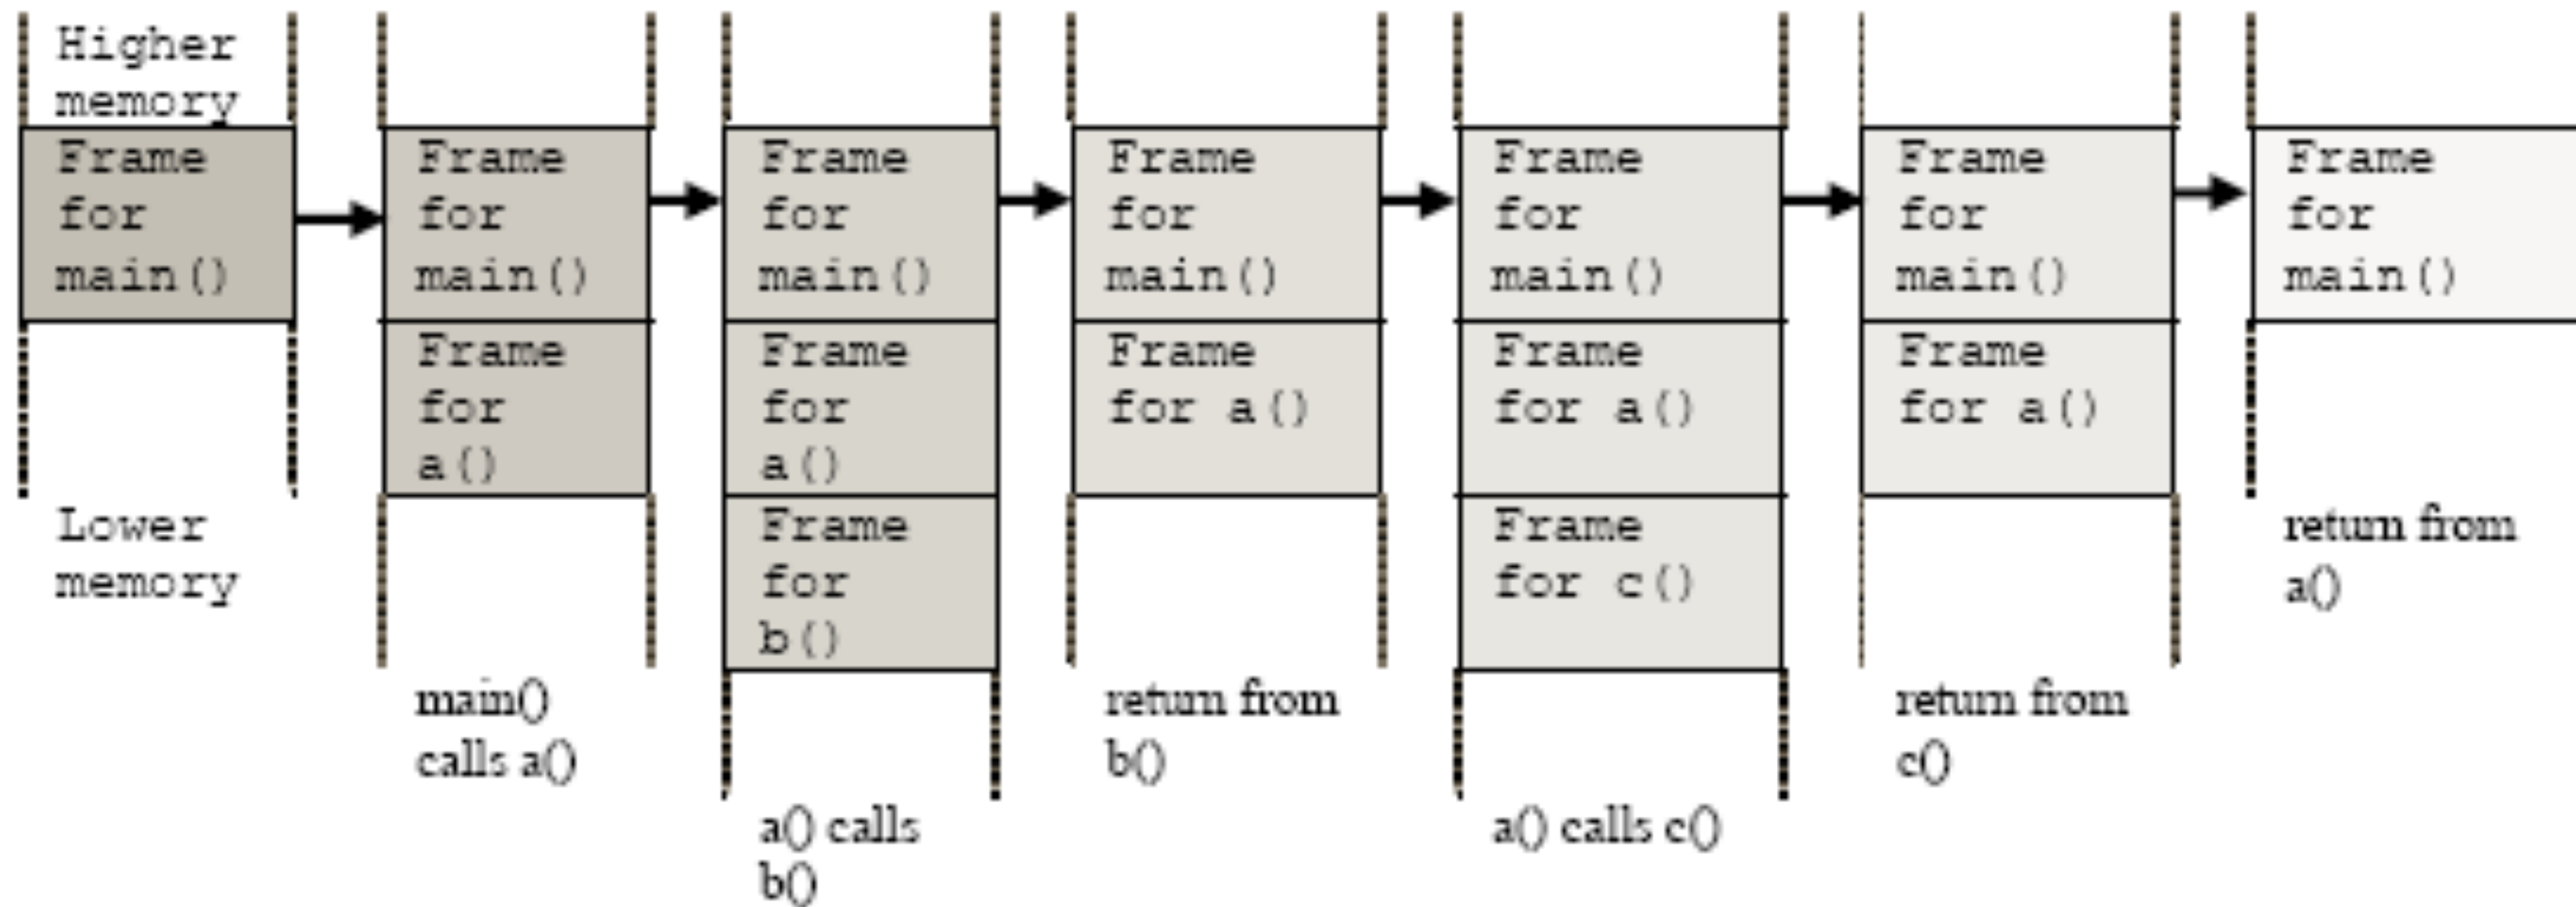 Higher
memory
Frame
for
main()
Lower
memory
Frame
for
main()
Frame
for
a()
main()
calls a()
Frame
for
main()
Frame
for
a()
Frame
for
b()
a() calls
b()
Frame
for
main()
Frame
for a()
return from
b()
Frame
for
main()
Frame
for a()
Frame
for c()
a() calls c()
Frame
for
main()
Frame
for a()
return from
c()
Frame
for
main()
return from
a()